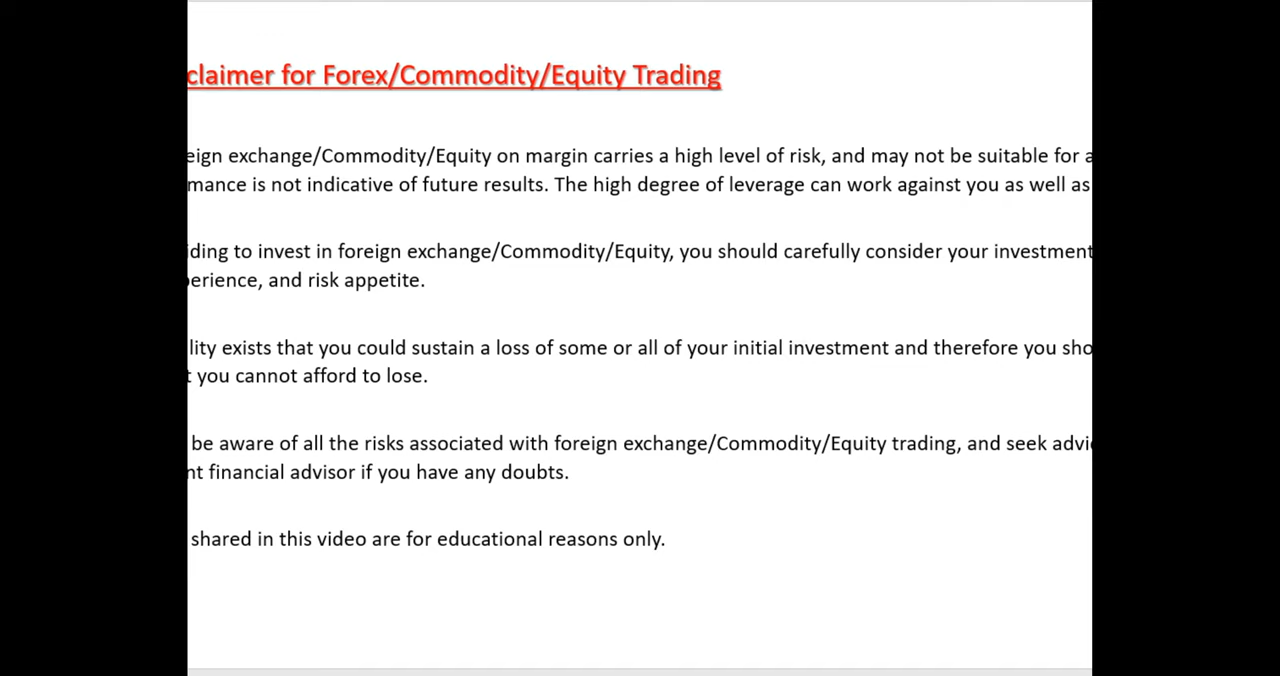 claimer for Forex/Commodity/Equity Trading
eign exchange/Commodity/Equity on margin carries a high level of risk, and may not be suitable for a
mance is not indicative of future results. The high degree of leverage can work against you as well as
iding to invest in foreign exchange/Commodity/Equity, you should carefully consider your investment
erience, and risk appetite.
lity exists that you could sustain a loss of some or all of your initial investment and therefore you sho
you cannot afford to lose.
be aware of all the risks associated with foreign exchange/Commodity/Equity trading, and seek advi
nt financial advisor if you have any doubts.
shared in this video are for educational reasons only.